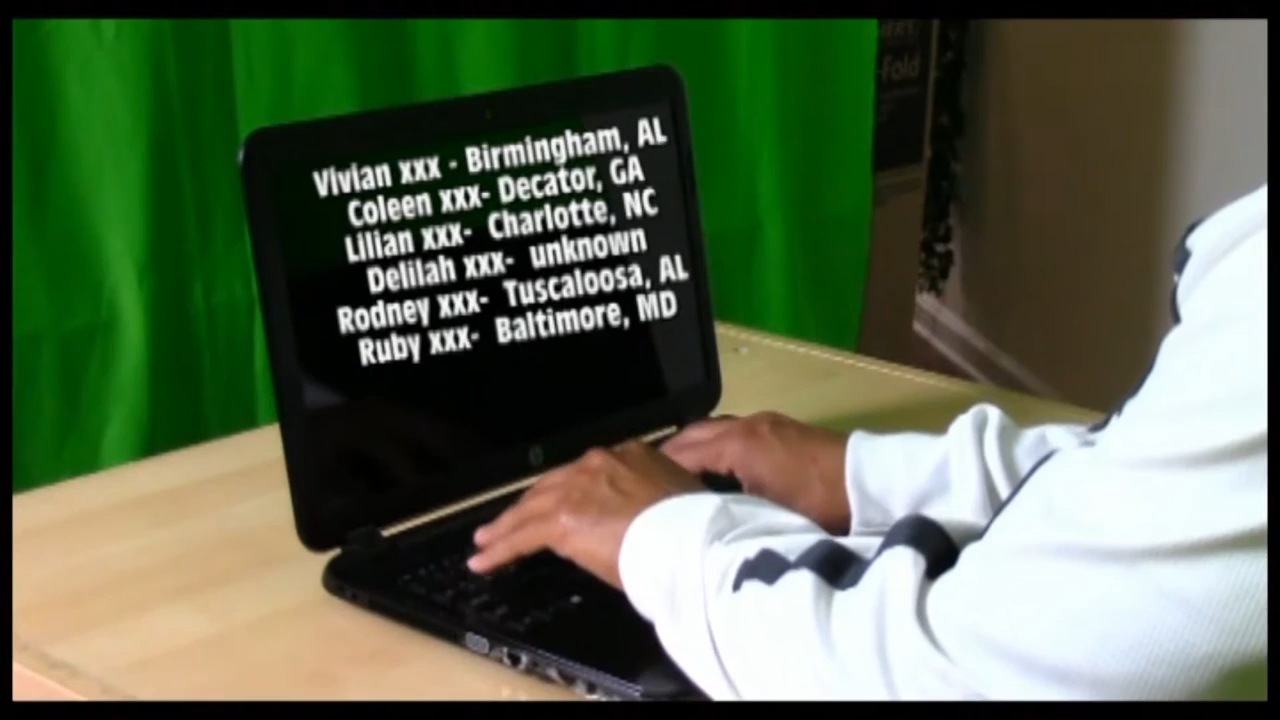 Vivian xxx - Birmingham, AL
Coleen xxx- Decator, GA
Lilian xxx- Charlotte, NC
Delilah xxx- unknown
Rodney xxx- Tuscaloosa, AL
Ruby xxx- Baltimore, MD
-Fold